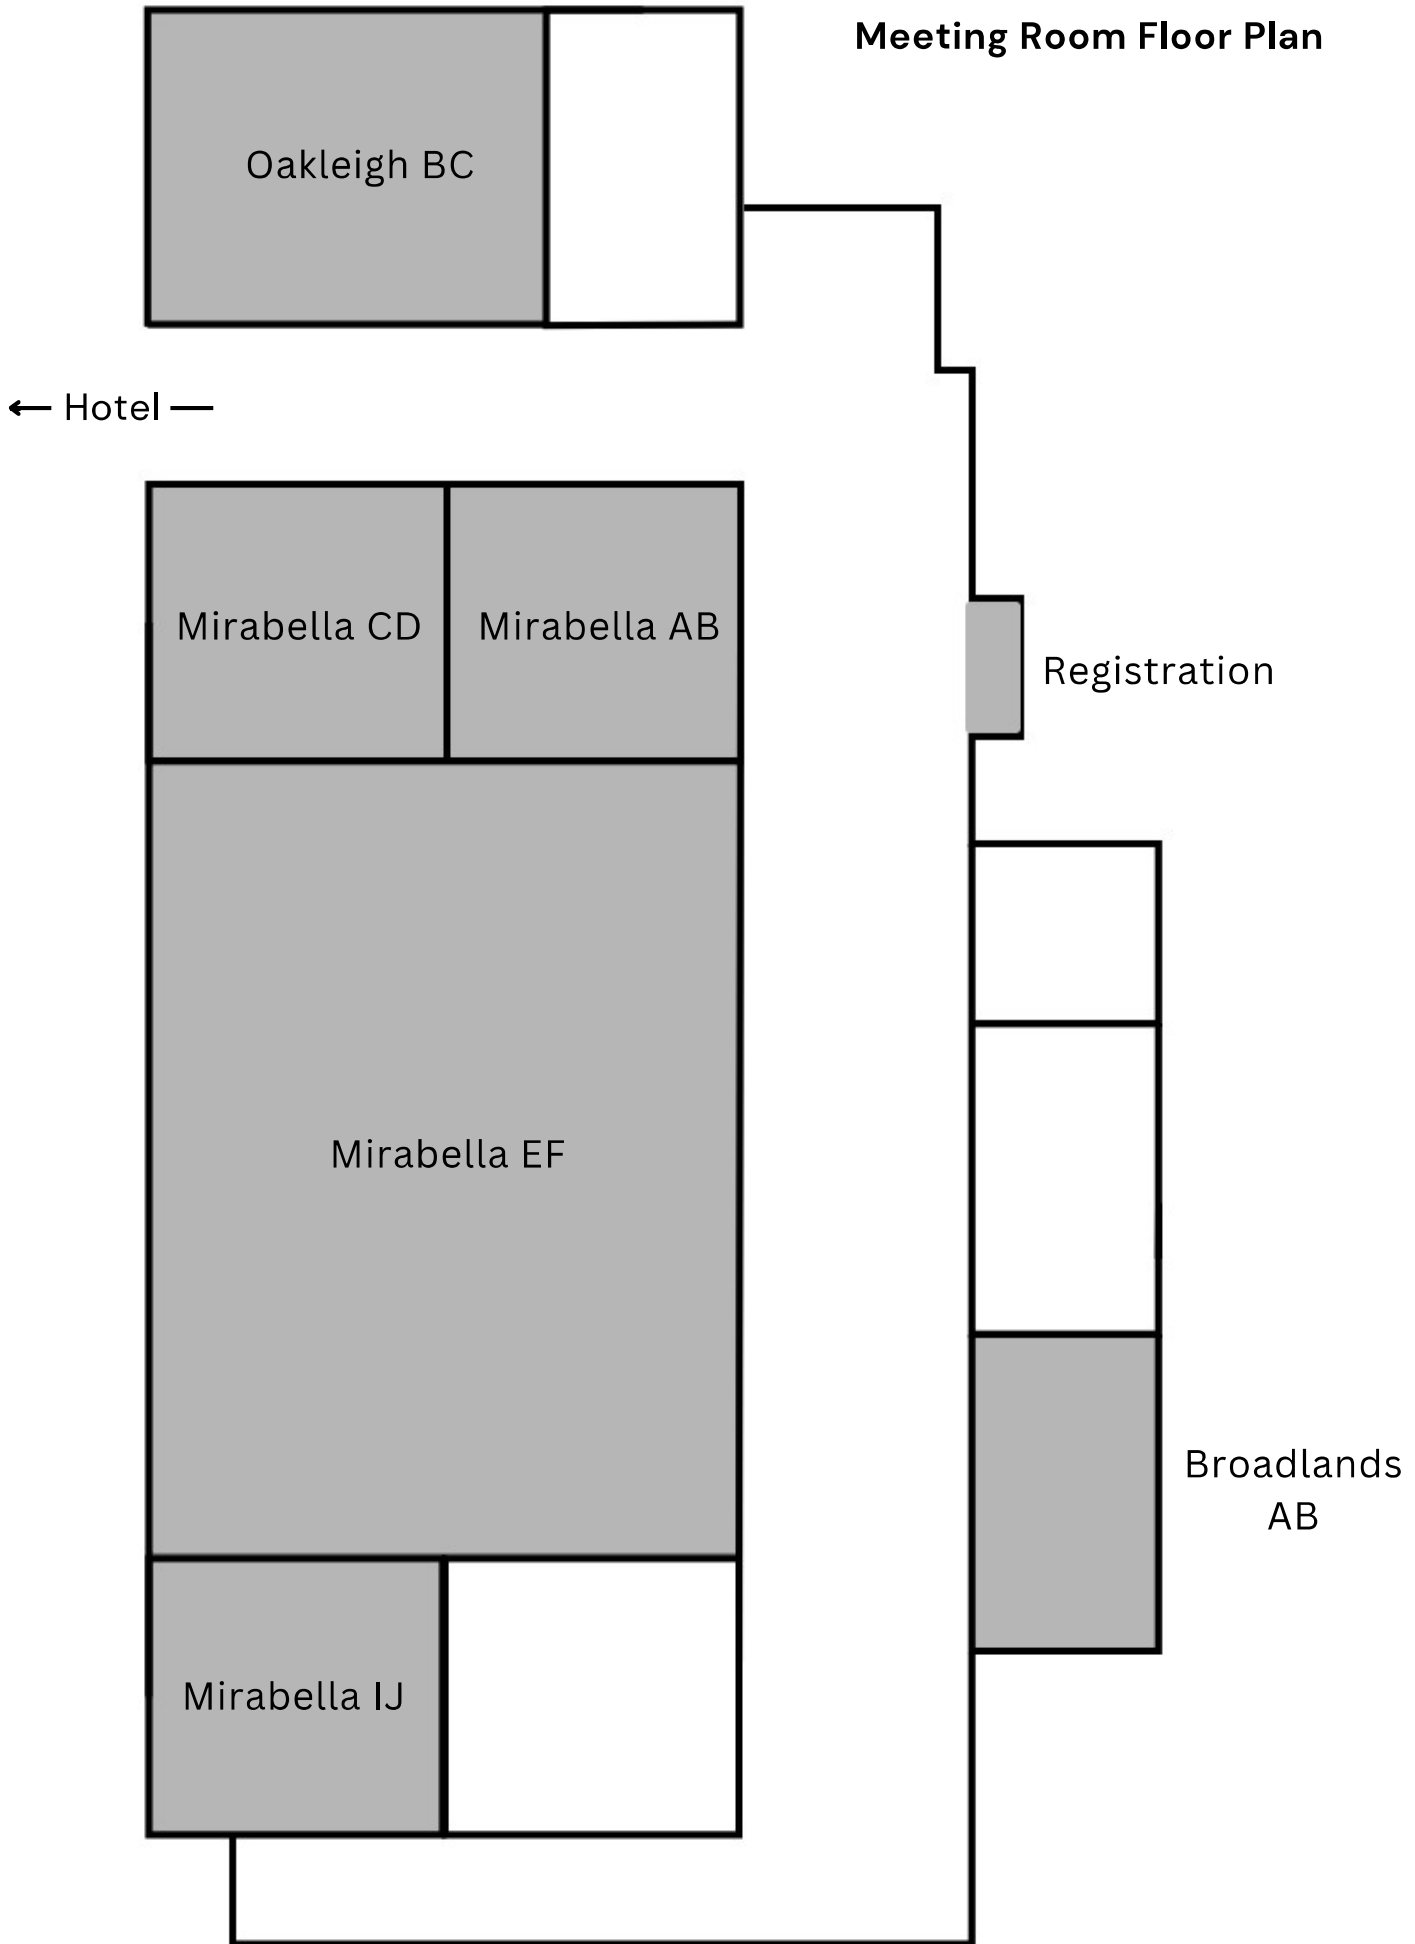 Meeting Room Floor Plan
Oakleigh BC
← Hotel —
Mirabella CD
Mirabella AB
Registration
Mirabella EF
Broadlands
AB
Mirabella IJ